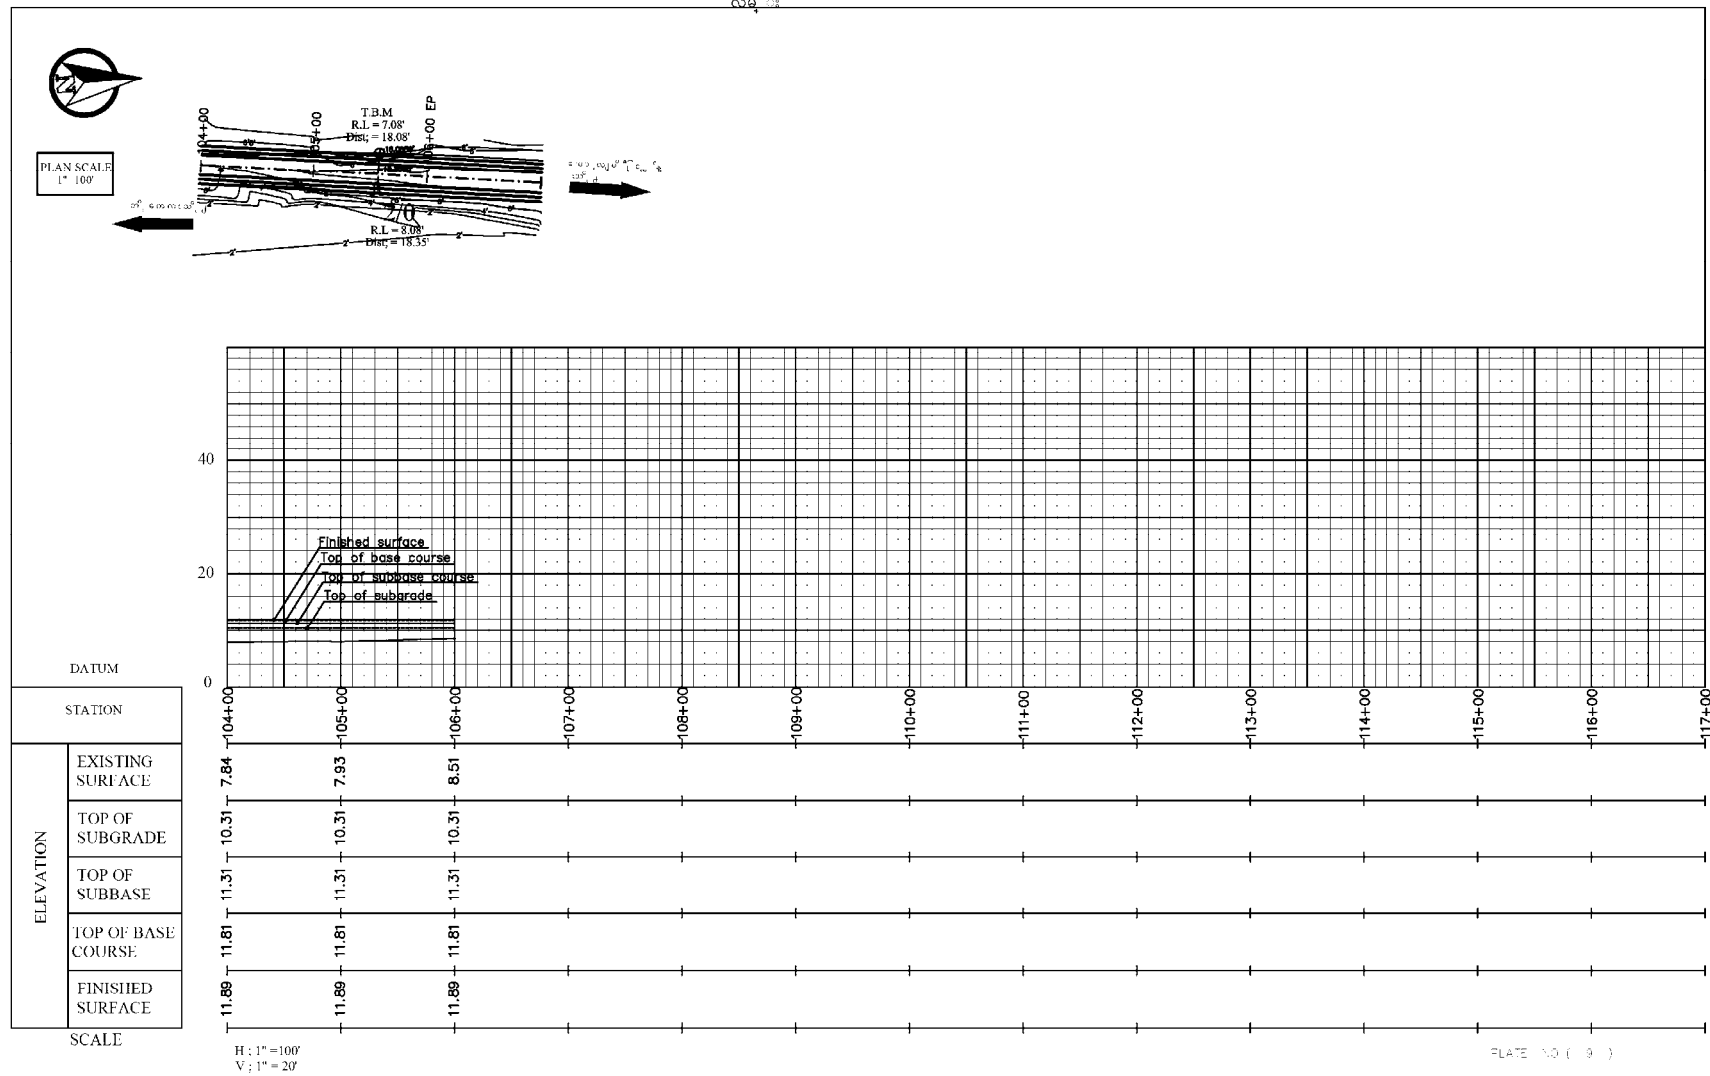 N
PLAN SCALE
1" 100'
104+00
105+00
106+00 EP
T.B.M
R.L = 7.08'
Dist; = 18.08'
2/0
R.L = 8.08'
Dist; = 18.35'
40
20
0
Finished surface
Top of base course
Top of subbase course
Top of subgrade
DATUM
STATION
104+00 105+00 106+00 107+00 108+00 109+00 110+00 111+00 112+00 113+00 114+00 115+00 116+00 117+00
ELEVATION
EXISTING
SURFACE
7.84 7.93 8.51
TOP OF
SUBGRADE
10.31 10.31 10.31
TOP OF
SUBBASE
11.31 11.31 11.31
TOP OF BASE
COURSE
11.81 11.81 11.81
FINISHED
SURFACE
11.89 11.89 11.89
SCALE
H ; 1" =100'
V ; 1" = 20'
PLATE NO ( 9 )